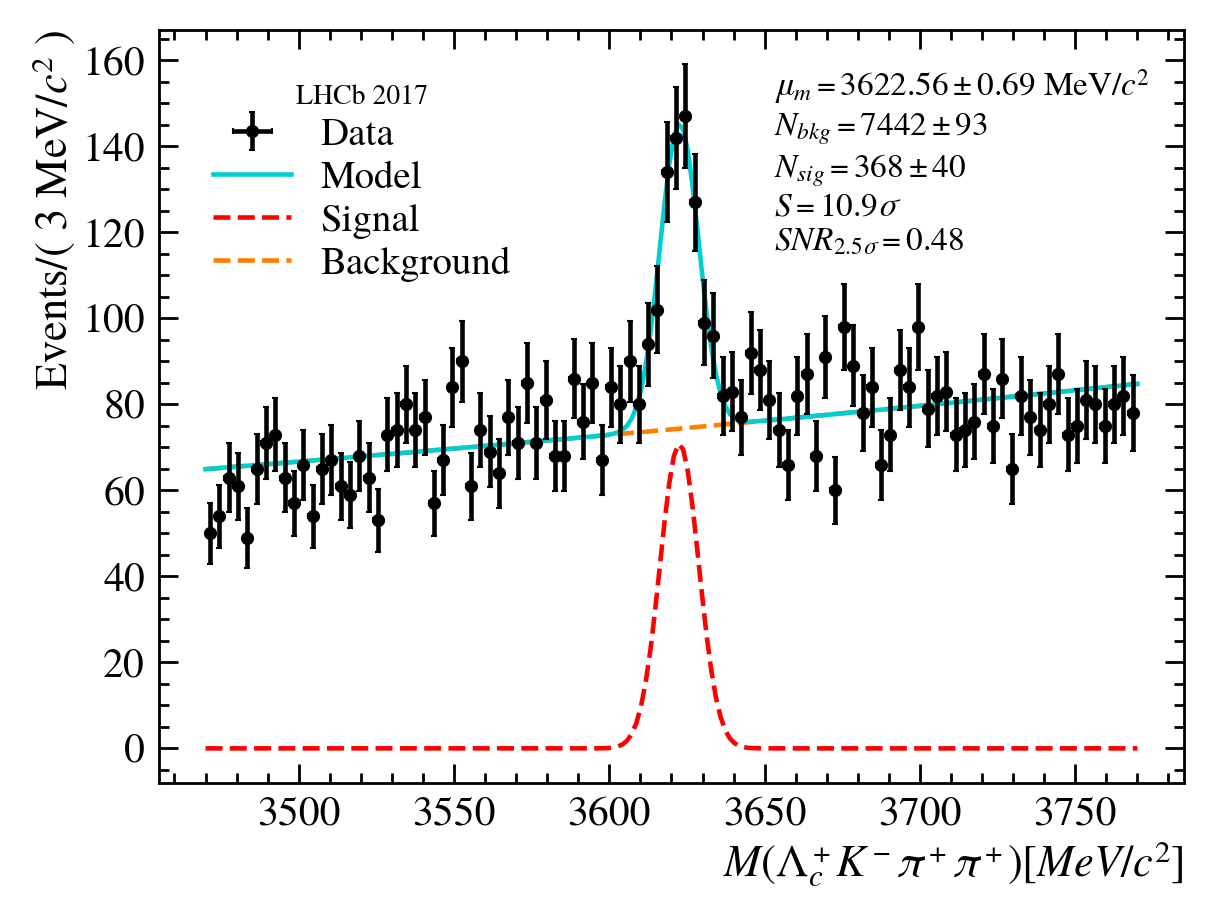 Events/( 3 MeV/c² )
160
140
120
100
80
60
40
20
0
LHCb 2017
Data
Model
Signal
Background
μₘ = 3622.56 ± 0.69 MeV/c²
N_bkg = 7442 ± 93
N_sig = 368 ± 40
S = 10.9σ
SNR_2.5σ = 0.48
3500 3550 3600 3650 3700 3750
M(Λ_c⁺K⁻π⁺π⁺)[MeV/c²]